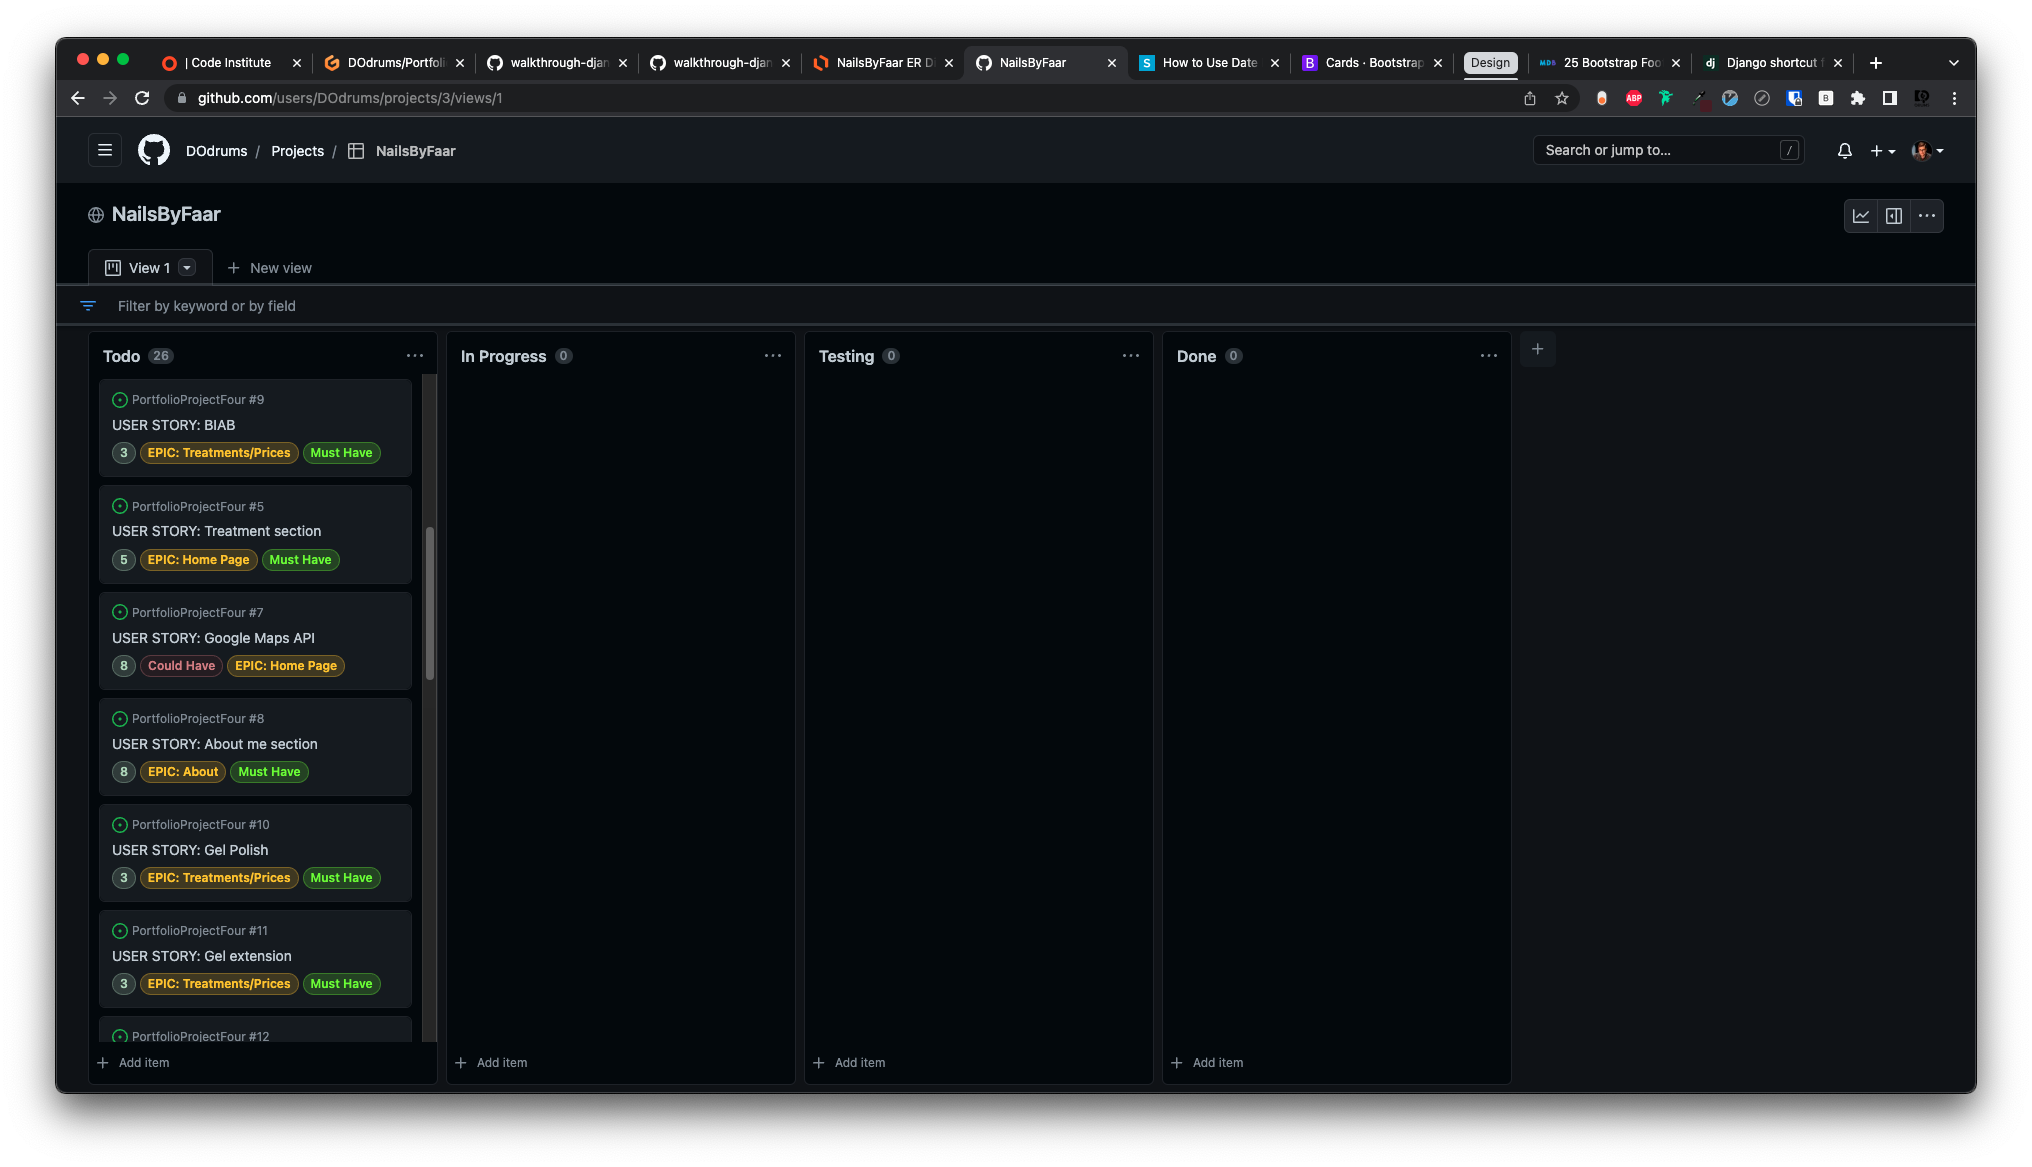 | Code Institute
DOdrums/Portfoli
walkthrough-djan
walkthrough-djan
NailsByFaar ER Di
NailsByFaar
How to Use Date
Cards · Bootstrap
Design
25 Bootstrap Foo
Django shortcut f
github.com/users/DOdrums/projects/3/views/1
DOdrums / Projects / NailsByFaar
Search or jump to... /
NailsByFaar
View 1
New view
Filter by keyword or by field
Todo 26
PortfolioProjectFour #9
USER STORY: BIAB
3 EPIC: Treatments/Prices Must Have
PortfolioProjectFour #5
USER STORY: Treatment section
5 EPIC: Home Page Must Have
PortfolioProjectFour #7
USER STORY: Google Maps API
8 Could Have EPIC: Home Page
PortfolioProjectFour #8
USER STORY: About me section
8 EPIC: About Must Have
PortfolioProjectFour #10
USER STORY: Gel Polish
3 EPIC: Treatments/Prices Must Have
PortfolioProjectFour #11
USER STORY: Gel extension
3 EPIC: Treatments/Prices Must Have
PortfolioProjectFour #12
Add item
In Progress 0
Add item
Testing 0
Add item
Done 0
Add item